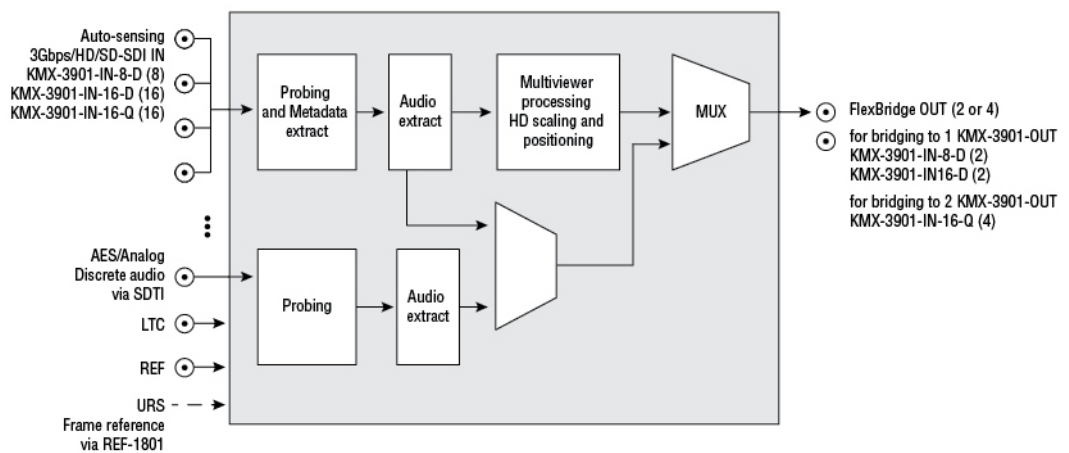 Auto-sensing
3Gbps/HD/SD-SDI IN
KMX-3901-IN-8-D (8)
KMX-3901-IN-16-D (16)
KMX-3901-IN-16-Q (16)
Probing
and Metadata
extract
Audio
extract
Multiviewer
processing
HD scaling and
positioning
MUX
FlexBridge OUT (2 or 4)
for bridging to 1 KMX-3901-OUT
KMX-3901-IN-8-D (2)
KMX-3901-IN16-D (2)
for bridging to 2 KMX-3901-OUT
KMX-3901-IN-16-Q (4)
AES/Analog
Discrete audio
via SDTI
Probing
Audio
extract
LTC
REF
URS
Frame reference
via REF-1801